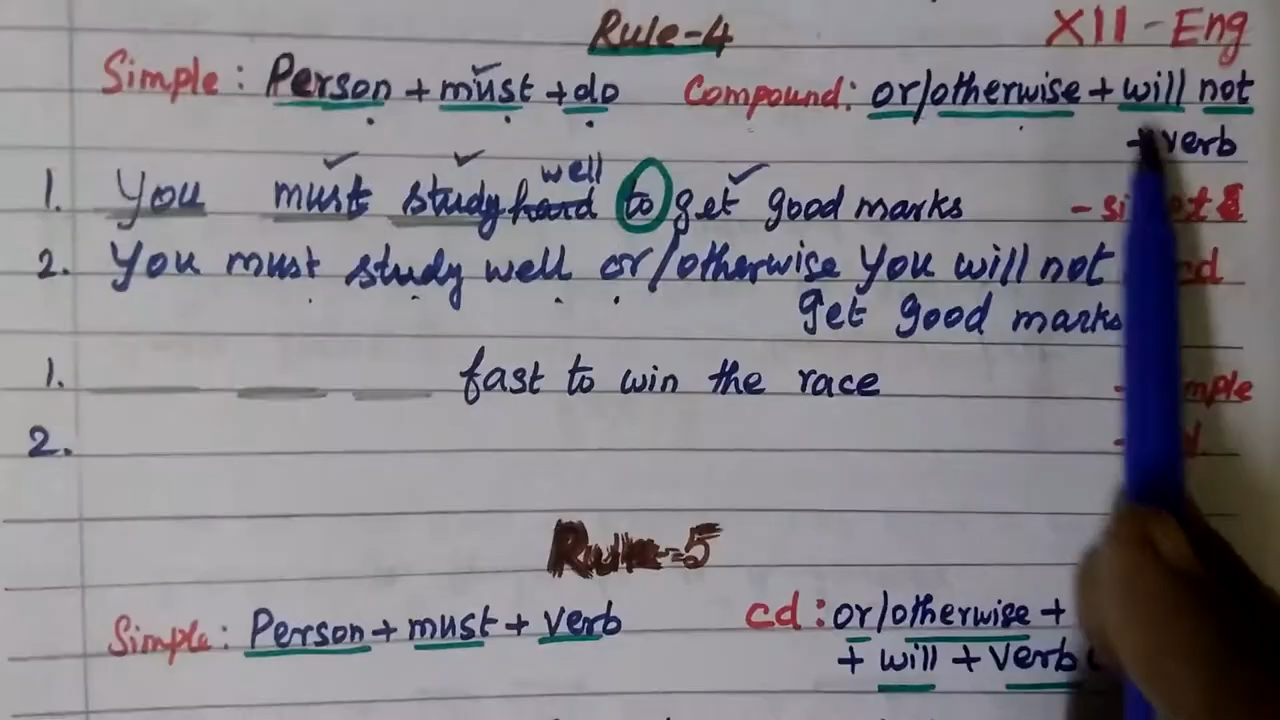 Rule-4
XII - Eng
Simple: Person + must + do Compound: or/otherwise + will not
+ verb
1. You must study hard well to get good marks
2. You must study well or/otherwise you will not
get good marks
1. fast to win the race
2.
Rule-5
Simple: Person + must + verb cd: or/otherwise +
+ will + verb